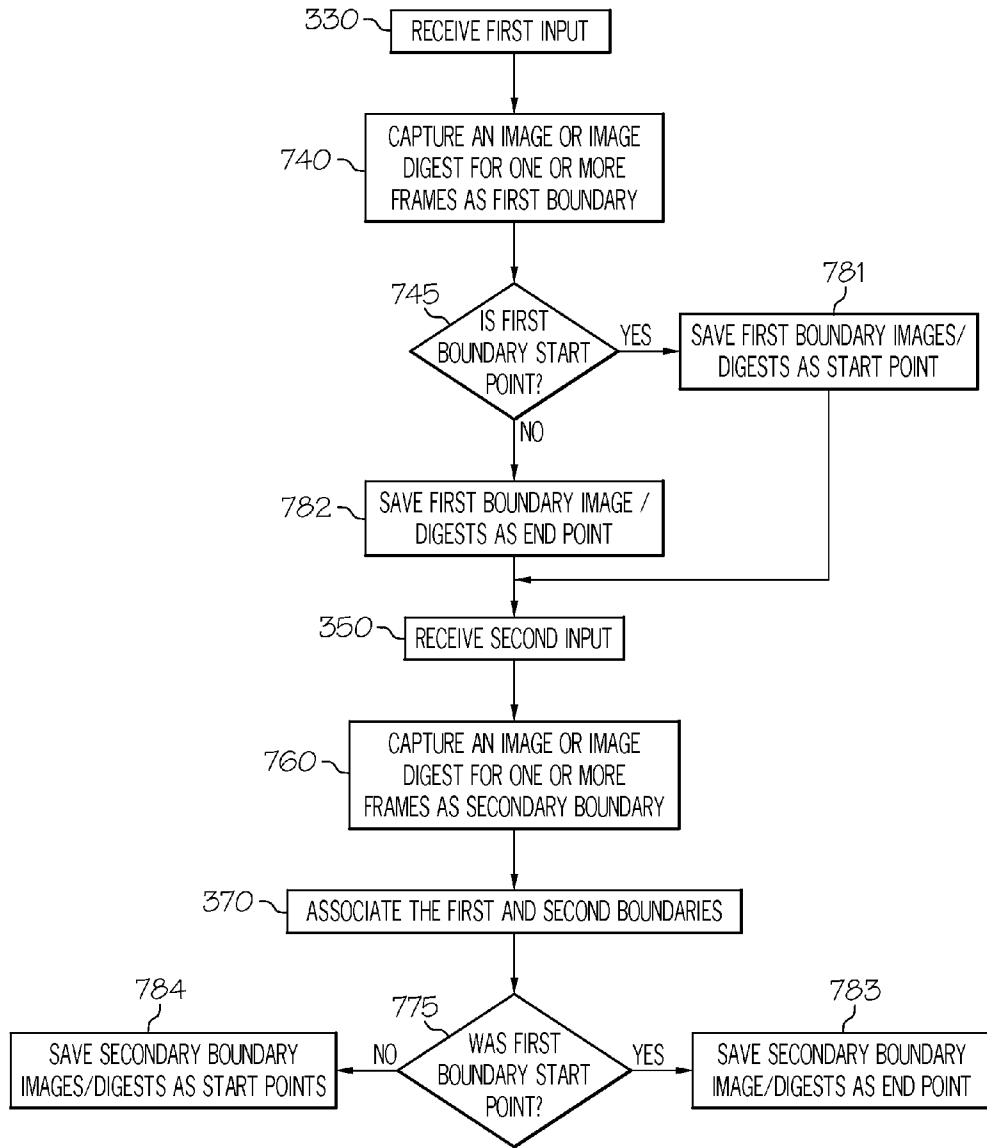 330
RECEIVE FIRST INPUT
740
CAPTURE AN IMAGE OR IMAGE
DIGEST FOR ONE OR MORE
FRAMES AS FIRST BOUNDARY
745
IS FIRST
BOUNDARY START
POINT?
YES
NO
781
SAVE FIRST BOUNDARY IMAGES/
DIGESTS AS START POINT
782
SAVE FIRST BOUNDARY IMAGE /
DIGESTS AS END POINT
350
RECEIVE SECOND INPUT
760
CAPTURE AN IMAGE OR IMAGE
DIGEST FOR ONE OR MORE
FRAMES AS SECONDARY BOUNDARY
370
ASSOCIATE THE FIRST AND SECOND BOUNDARIES
775
WAS FIRST
BOUNDARY START
POINT?
NO
YES
784
SAVE SECONDARY BOUNDARY
IMAGES/DIGESTS AS START POINTS
783
SAVE SECONDARY BOUNDARY
IMAGE/DIGESTS AS END POINT